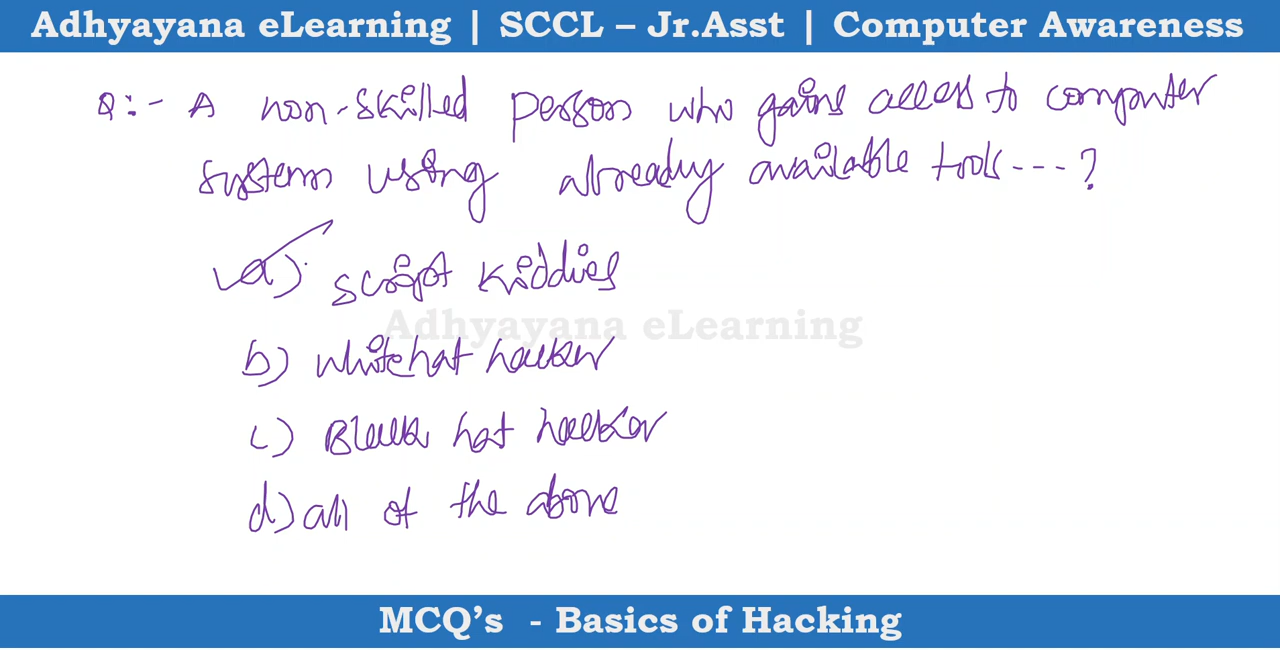 Adhyayana eLearning | SCCL – Jr.Asst | Computer Awareness
Q:- A non-skilled person who gains access to computer
systems using already available tools---?
a) script kiddies
Adhyayana eLearning
b) white hat hacker
c) Black hat hacker
d) all of the above
MCQ's - Basics of Hacking